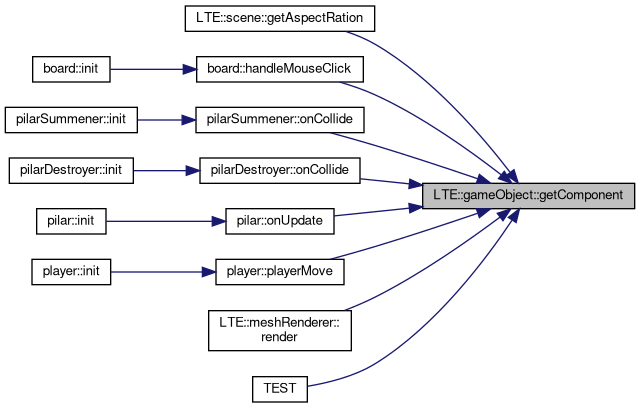 LTE::scene::getAspectRation
board::init
board::handleMouseClick
pilarSummener::init
pilarSummener::onCollide
pilarDestroyer::init
pilarDestroyer::onCollide
LTE::gameObject::getComponent
pilar::init
pilar::onUpdate
player::init
player::playerMove
LTE::meshRenderer::
render
TEST